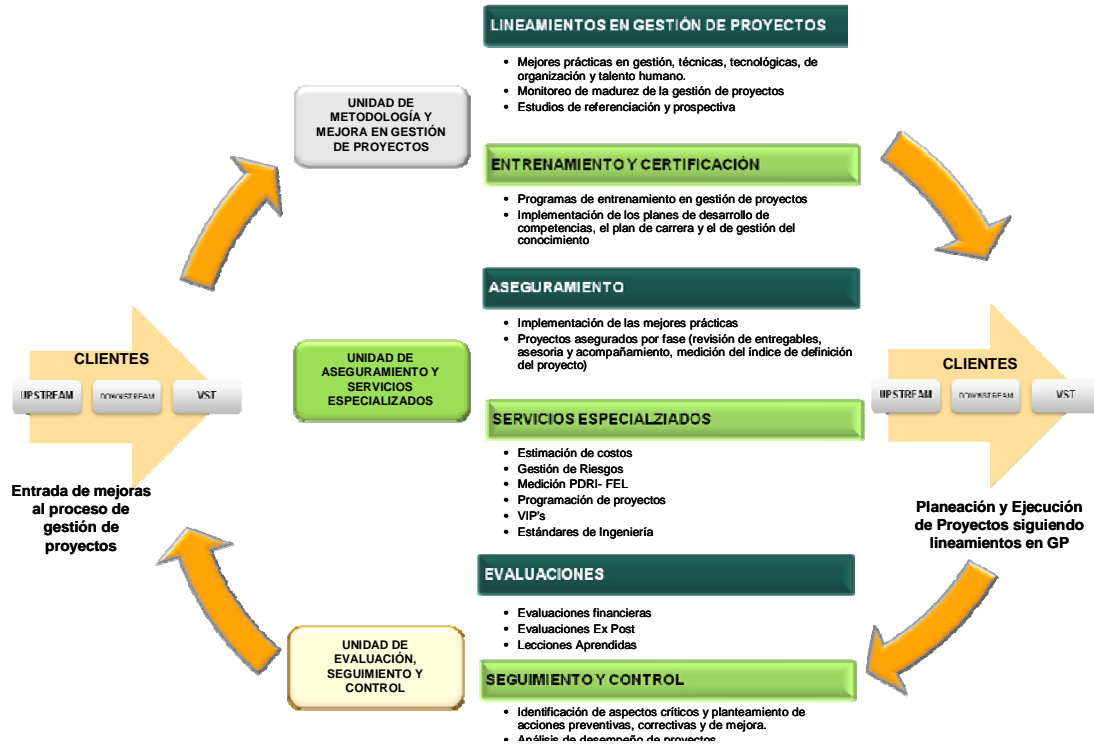 LINEAMIENTOS EN GESTIÓN DE PROYECTOS
• Mejores prácticas en gestión, técnicas, tecnológicas, de
organización y talento humano.
• Monitoreo de madurez de la gestión de proyectos
• Estudios de referenciación y prospectiva
UNIDAD DE
METODOLOGÍA Y
MEJORA EN GESTIÓN
DE PROYECTOS
ENTRENAMIENTO Y CERTIFICACIÓN
• Programas de entrenamiento en gestión de proyectos
• Implementación de los planes de desarrollo de
competencias, el plan de carrera y el de gestión del
conocimiento
ASEGURAMIENTO
• Implementación de las mejores prácticas
• Proyectos asegurados por fase (revisión de entregables,
asesoria y acompañamiento, medición del índice de definición
del proyecto)
CLIENTES
UPSTREAM
DOWNSTREAM
VST
Entrada de mejoras
al proceso de
gestión de
proyectos
UNIDAD DE
ASEGURAMIENTO Y
SERVICIOS
ESPECIALIZADOS
SERVICIOS ESPECIALZIADOS
• Estimación de costos
• Gestión de Riesgos
• Medición PDRI- FEL
• Programación de proyectos
• VIP's
• Estándares de Ingeniería
CLIENTES
UPSTREAM
DOWNSTREAM
VST
Planeación y Ejecución
de Proyectos siguiendo
lineamientos en GP
EVALUACIONES
• Evaluaciones financieras
• Evaluaciones Ex Post
• Lecciones Aprendidas
UNIDAD DE
EVALUACIÓN,
SEGUIMIENTO Y
CONTROL
SEGUIMIENTO Y CONTROL
• Identificación de aspectos críticos y planteamiento de
acciones preventivas, correctivas y de mejora.
• Análisis de desempeño de proyectos